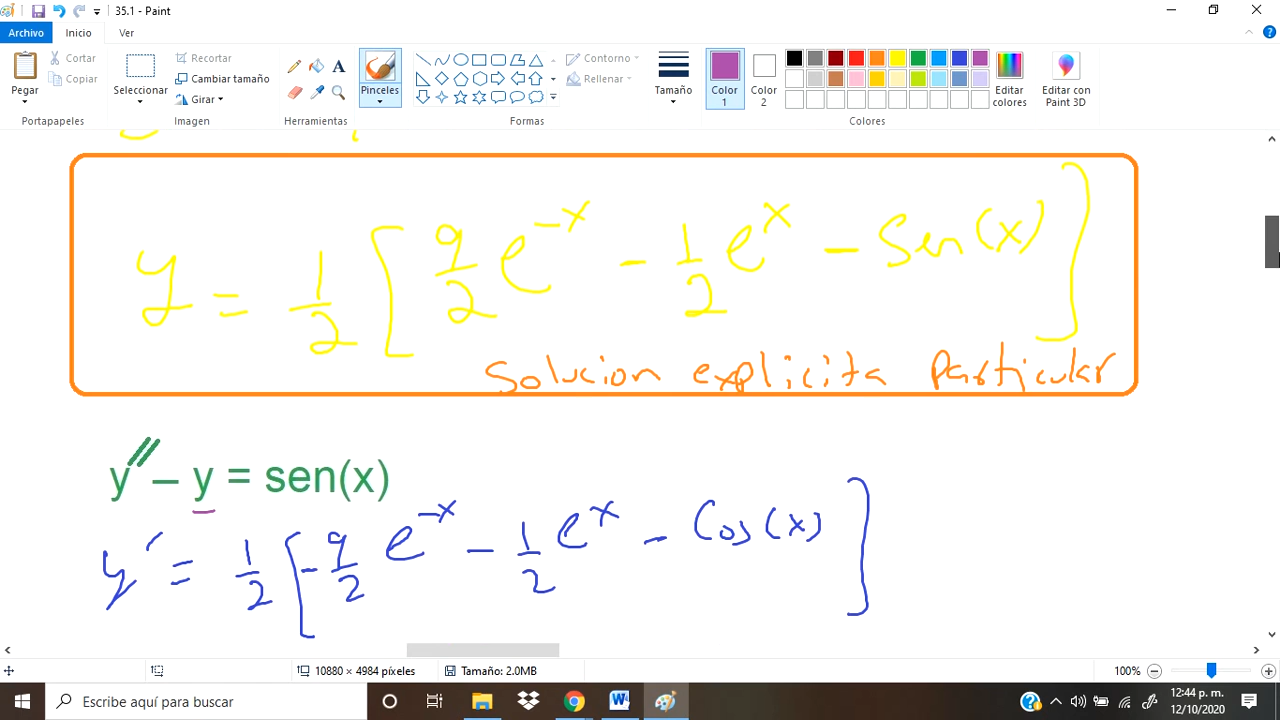 35.1 - Paint
Archivo Inicio Ver
Pegar
Cortar
Copiar
Portapapeles
Seleccionar
Recortar
Cambiar tamaño
Girar
Imagen
A
Herramientas
Pinceles
Contorno
Rellenar
Formas
Tamaño
Color 1
Color 2
Editar colores
Editar con Paint 3D
Colores
y = 1/2 [ 9/2 e^-x - 1/2 e^x - Sen(x) ]
Solucion explicita Particular
y'' – y = sen(x)
y' = 1/2 [ - 9/2 e^-x - 1/2 e^x - Cos(x) ]
10880 × 4984 píxeles Tamaño: 2.0MB 100%
Escribe aquí para buscar
12:44 p. m.
12/10/2020